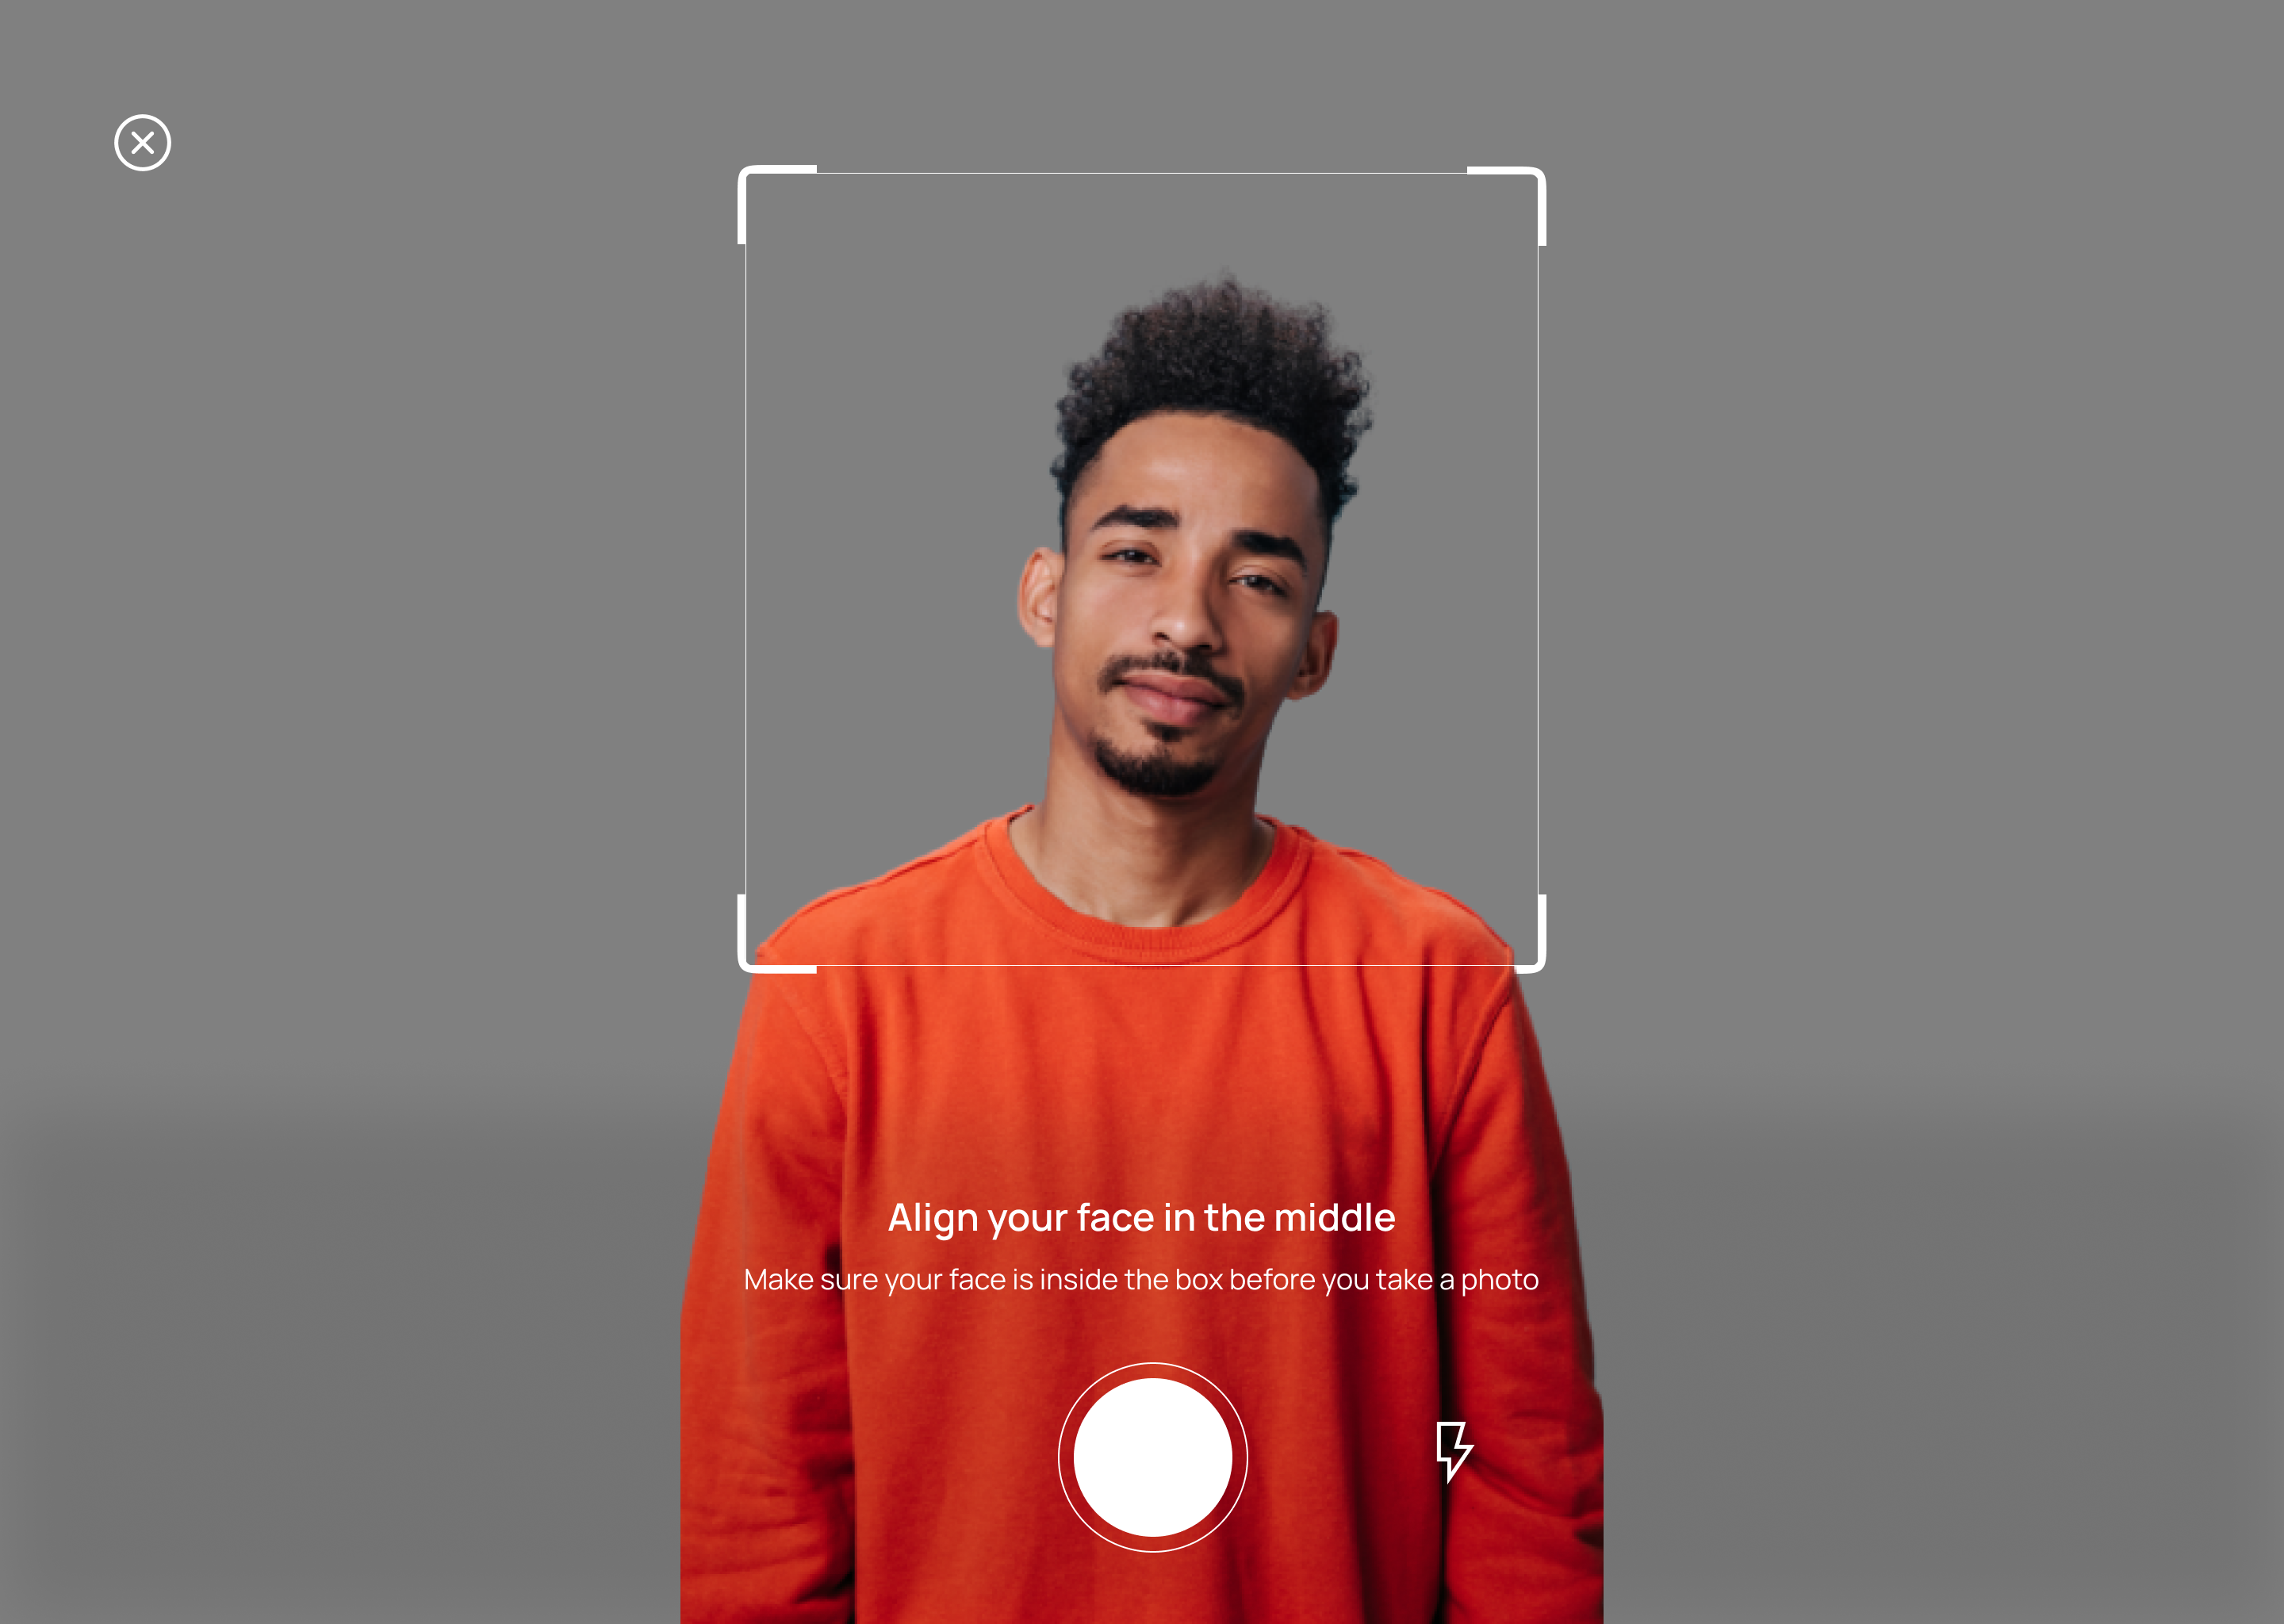 Align your face in the middle
Make sure your face is inside the box before you take a photo